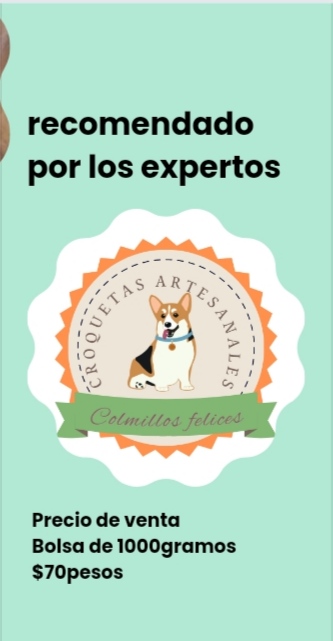 recomendado
por los expertos
CROQUETAS ARTESANALES
Colmillos felices
Precio de venta
Bolsa de 1000gramos
$70pesos